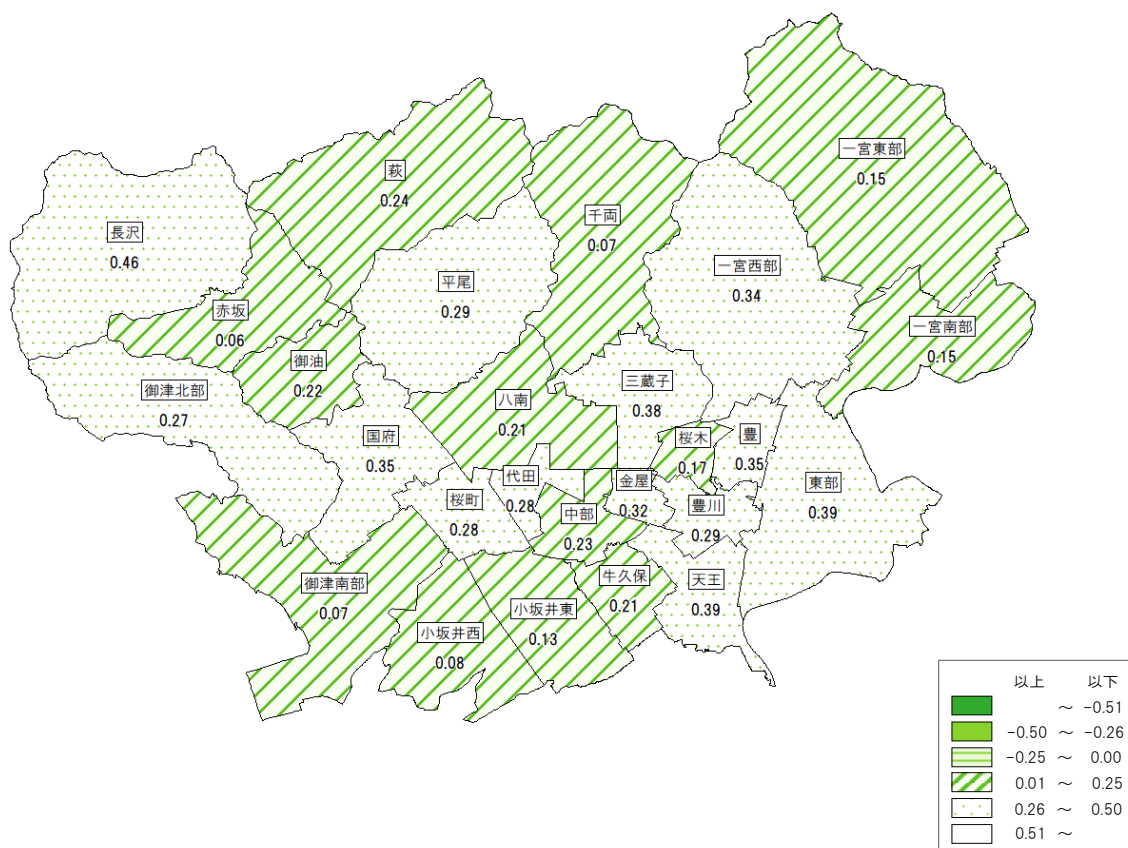 一宮東部
0.15
萩
0.24
千両
0.07
長沢
0.46
一宮西部
0.34
平尾
0.29
赤坂
0.06
一宮南部
0.15
御油
0.22
御津北部
0.27
三蔵子
0.38
八南
0.21
国府
0.35
桜木
0.17
豊
0.35
代田
0.28
金屋
0.32
東部
0.39
桜町
0.28
中部
0.23
豊川
0.29
御津南部
0.07
牛久保
0.21
天王
0.39
小坂井東
0.13
小坂井西
0.08
以上 以下
～ -0.51
-0.50 ～ -0.26
-0.25 ～ 0.00
0.01 ～ 0.25
0.26 ～ 0.50
0.51 ～